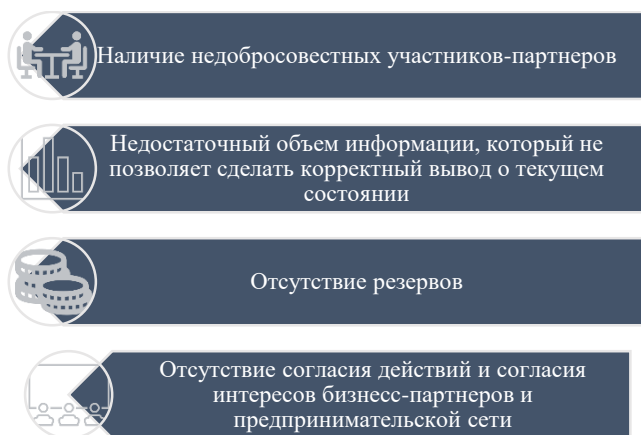 Наличие недобросовестных участников-партнеров
Недостаточный объем информации, который не
позволяет сделать корректный вывод о текущем
состоянии
Отсутствие резервов
Отсутствие согласия действий и согласия
интересов бизнесс-партнеров и
предпринимательской сети